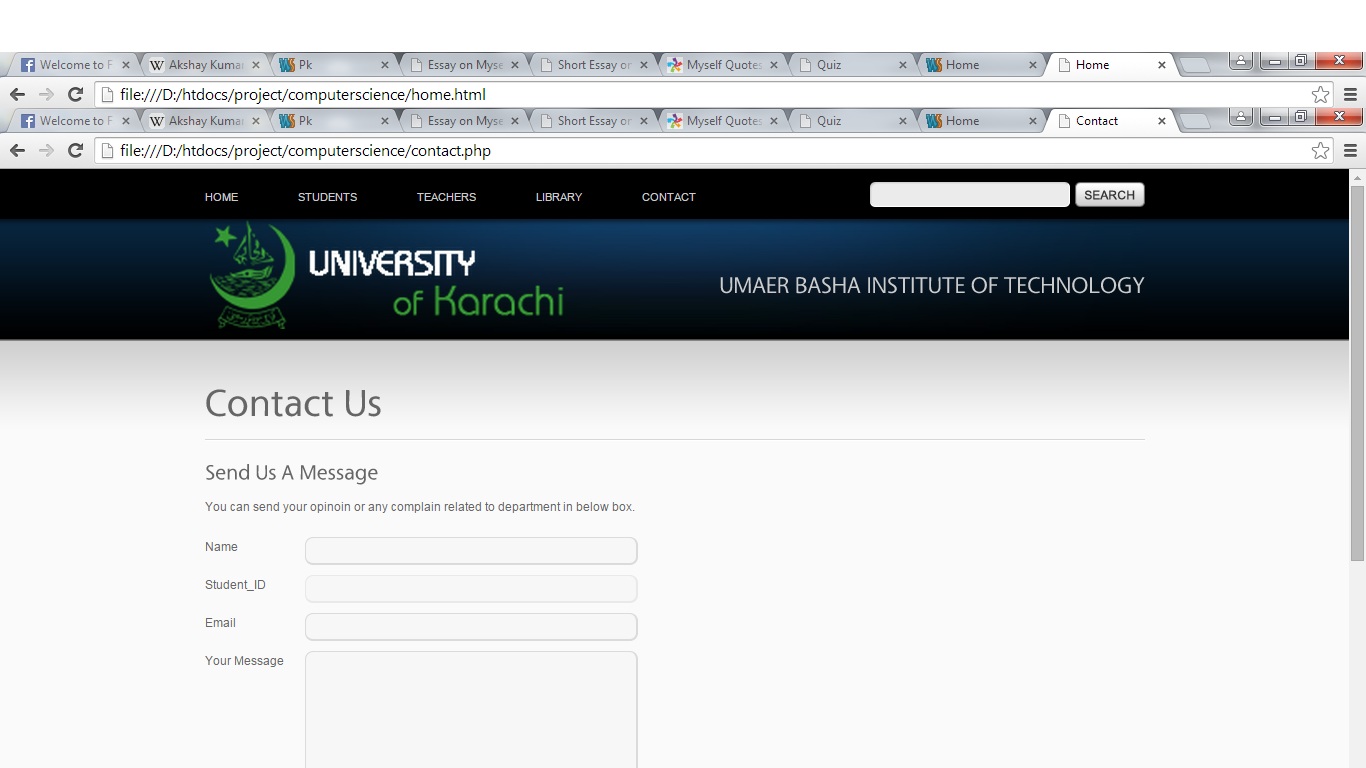 Welcome to F Akshay Kumar Pk Essay on Myse Short Essay on Myself Quotes Quiz Home Home
file:///D:/htdocs/project/computerscience/home.html
Welcome to F Akshay Kumar Pk Essay on Myse Short Essay on Myself Quotes Quiz Home Contact
file:///D:/htdocs/project/computerscience/contact.php
HOME STUDENTS TEACHERS LIBRARY CONTACT SEARCH
UNIVERSITY
of Karachi
UMAER BASHA INSTITUTE OF TECHNOLOGY
Contact Us
Send Us A Message
You can send your opinoin or any complain related to department in below box.
Name
Student_ID
Email
Your Message